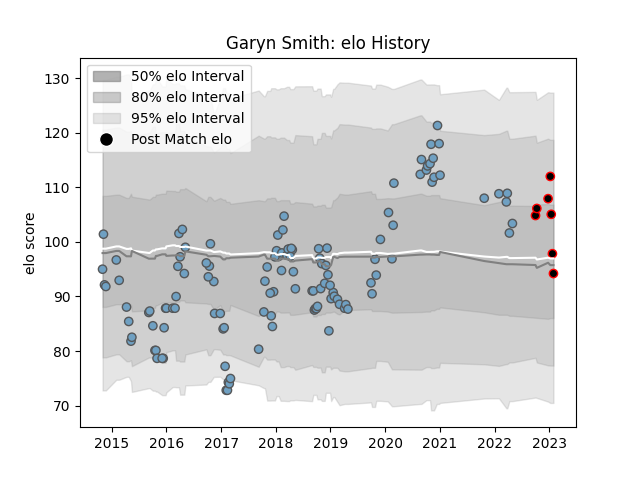 Garyn Smith: elo History
50% elo Interval
80% elo Interval
95% elo Interval
Post Match elo
elo score
130
120
110
100
90
80
70
2015 2016 2017 2018 2019 2020 2021 2022 2023